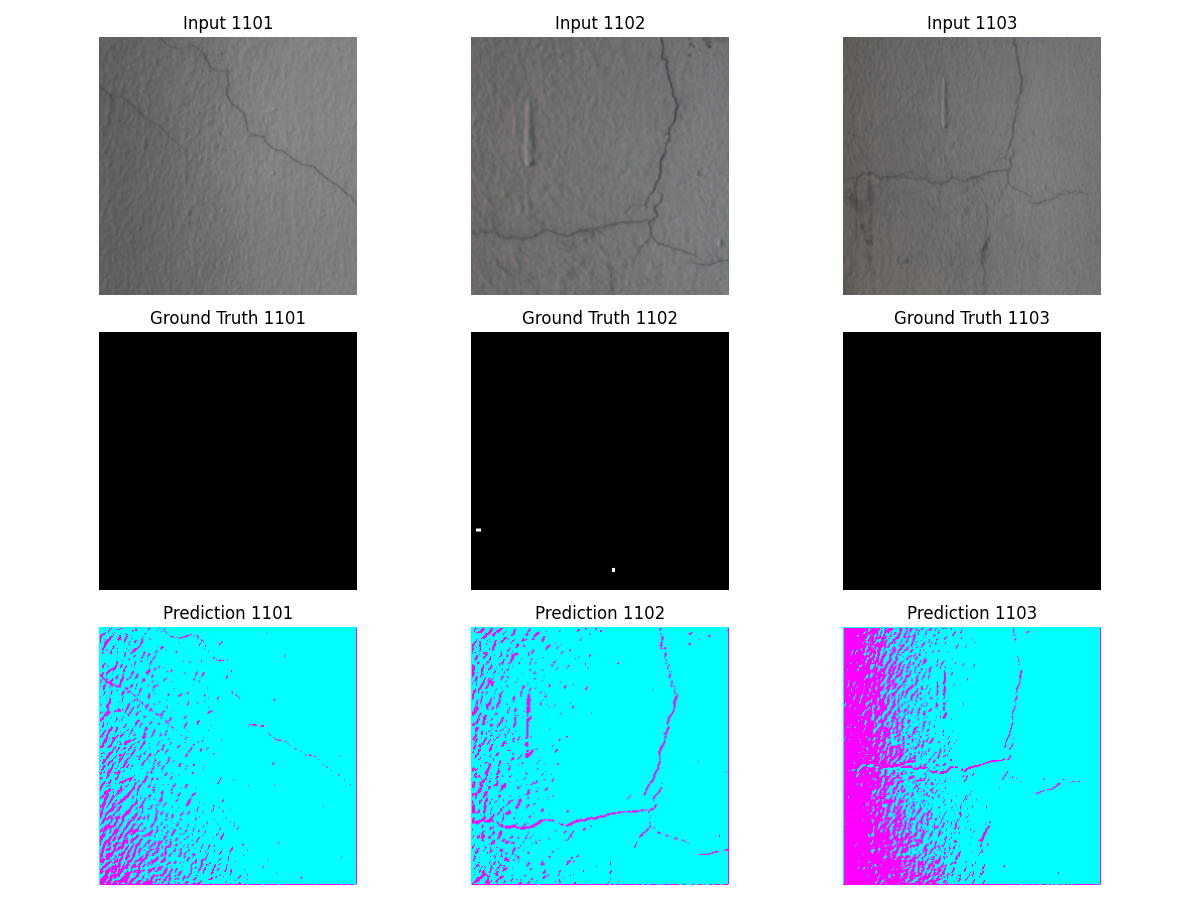 Input 1101
Input 1102
Input 1103
Ground Truth 1101
Ground Truth 1102
Ground Truth 1103
Prediction 1101
Prediction 1102
Prediction 1103